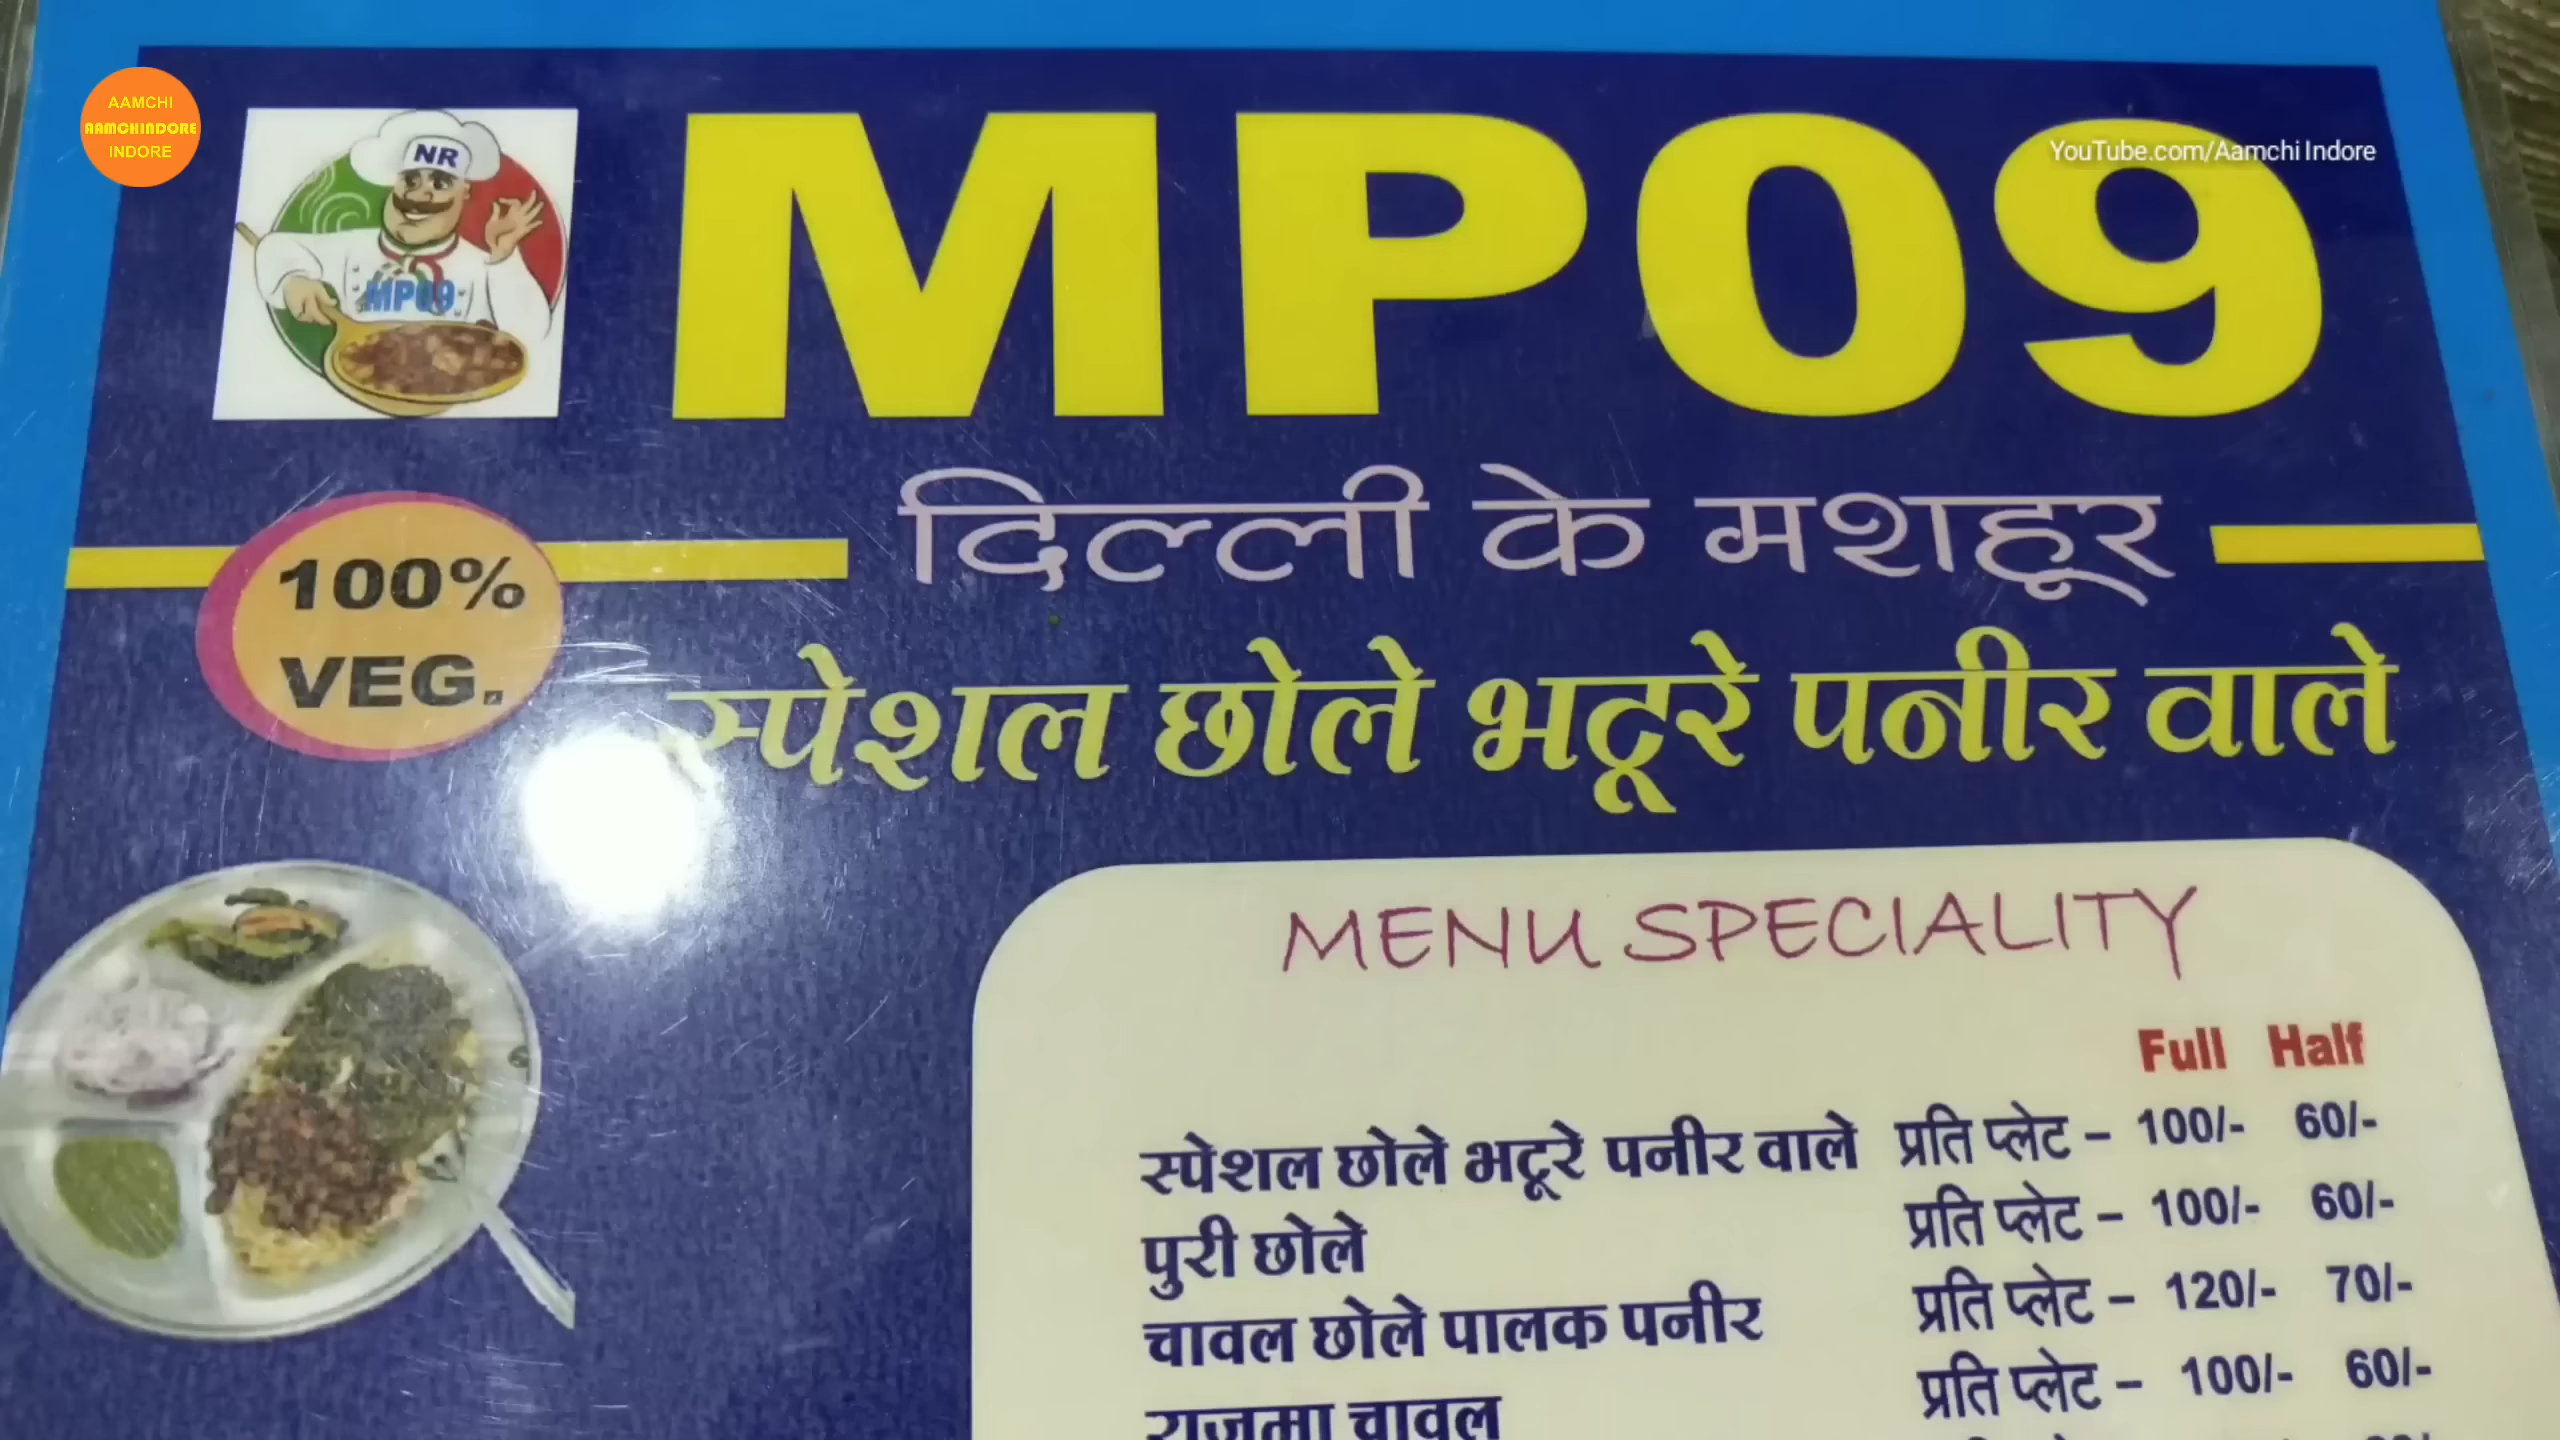 AAMCHI
AAMCHINDORE
INDORE
NR
MP09
MP09
YouTube.com/Aamchi Indore
दिल्ली के मशहूर
100%
VEG.
स्पेशल छोले भटूरे पनीर वाले
MENU SPECIALITY
Full Half
स्पेशल छोले भटूरे पनीर वाले प्रति प्लेट – 100/- 60/-
पुरी छोले प्रति प्लेट – 100/- 60/-
चावल छोले पालक पनीर प्रति प्लेट – 120/- 70/-
राजमा चावल प्रति प्लेट – 100/- 60/-